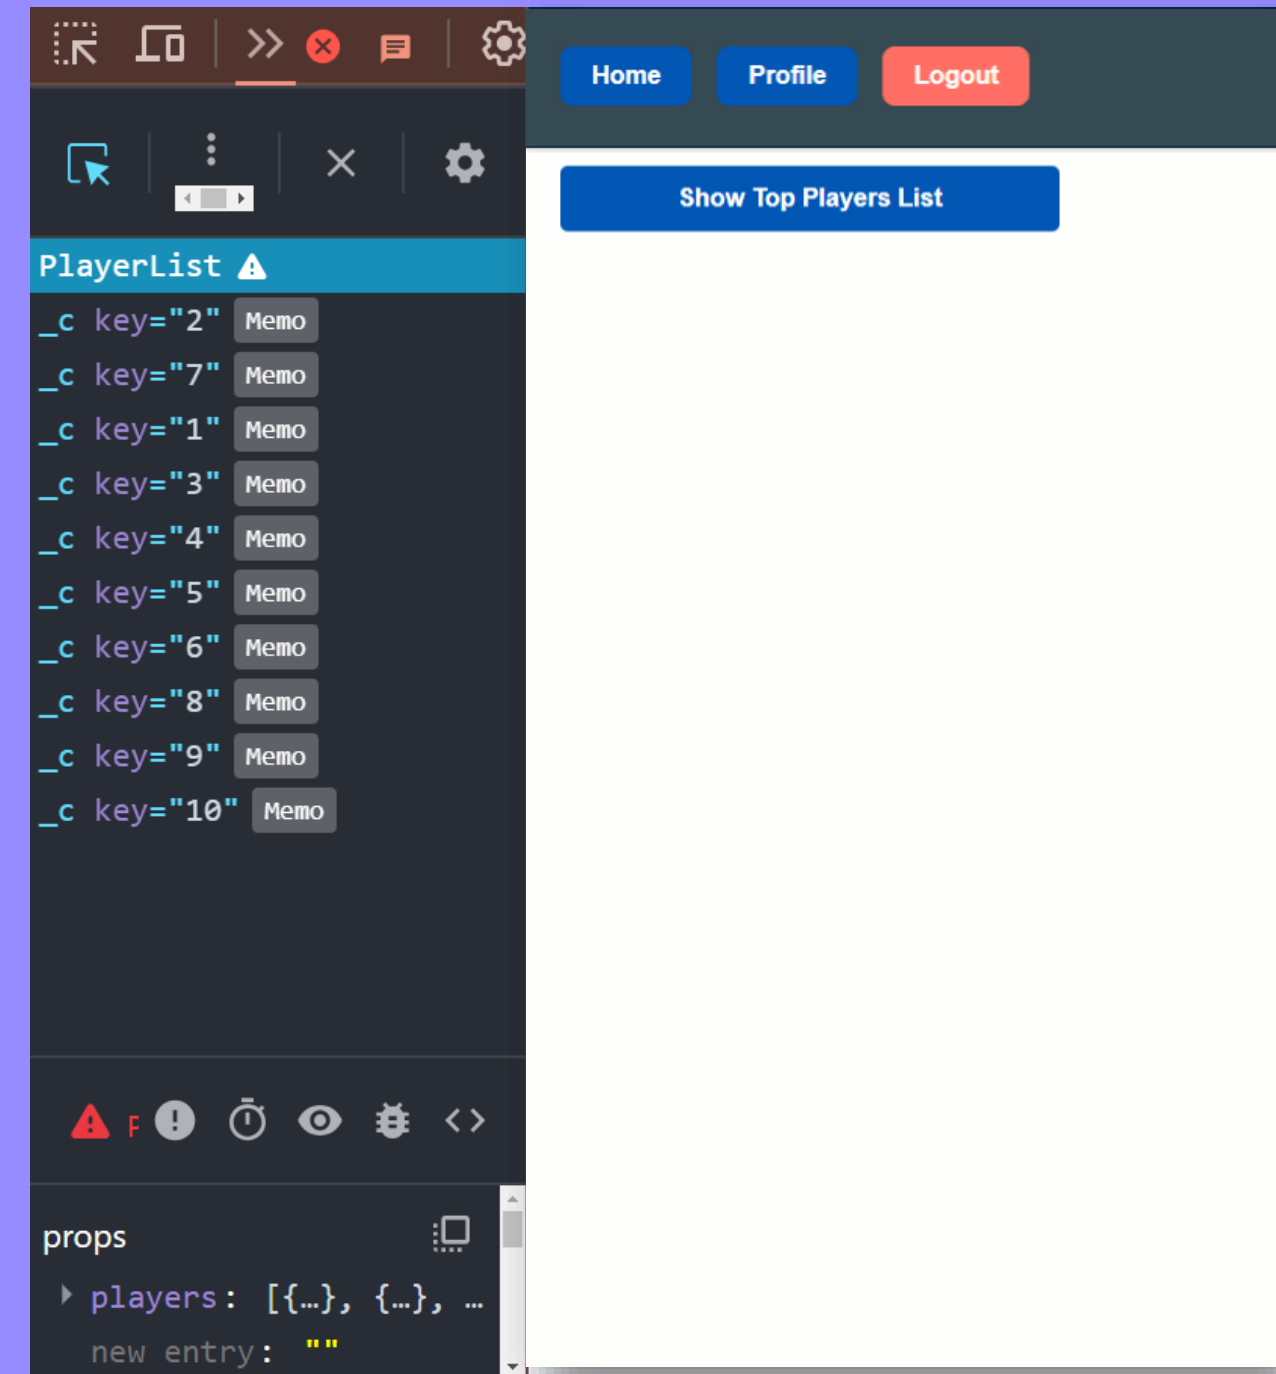 Home Profile Logout
Show Top Players List
PlayerList
_c key="2" Memo
_c key="7" Memo
_c key="1" Memo
_c key="3" Memo
_c key="4" Memo
_c key="5" Memo
_c key="6" Memo
_c key="8" Memo
_c key="9" Memo
_c key="10" Memo
props
players: [{…}, {…}, …
new entry: ""